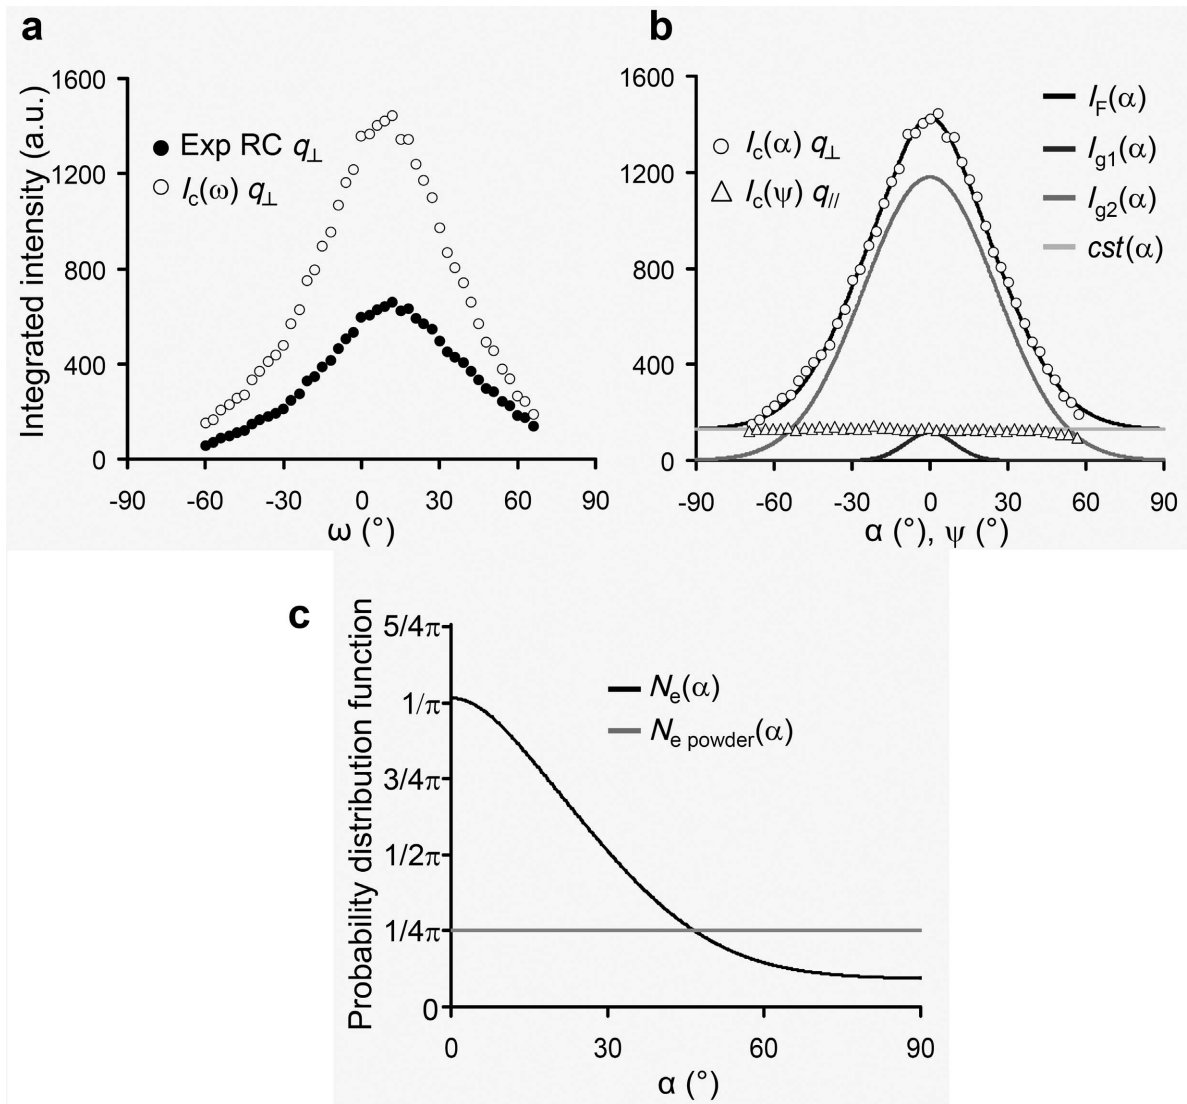 a
Integrated intensity (a.u.)
1600
1200
800
400
0
-90 -60 -30 0 30 60 90
ω (°)
● Exp RC q⊥
○ Ic(ω) q⊥
b
1600
1200
800
400
0
-90 -60 -30 0 30 60 90
α (°), ψ (°)
○ Ic(α) q⊥
△ Ic(ψ) q//
IF(α)
Ig1(α)
Ig2(α)
cst(α)
c
Probability distribution function
5/4π
1/π
3/4π
1/2π
1/4π
0
0 30 60 90
α (°)
Ne(α)
Ne powder(α)